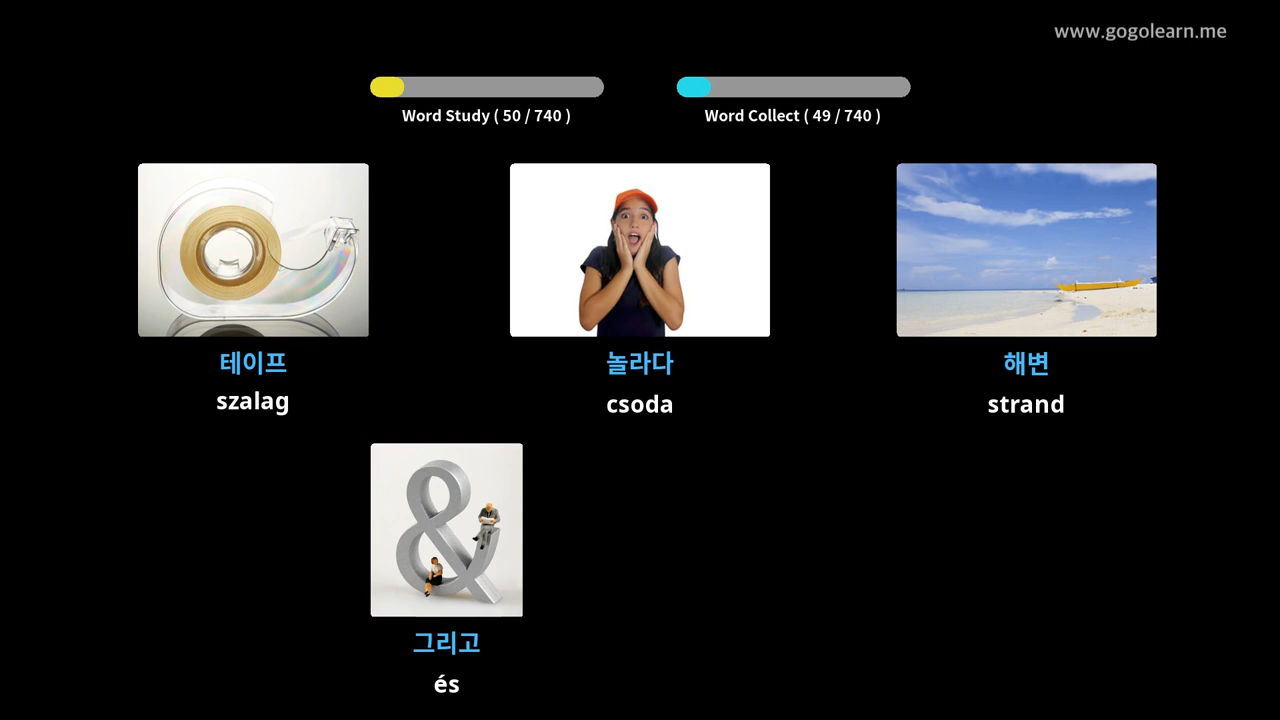 www.gogolearn.me
Word Study ( 50 / 740 )
Word Collect ( 49 / 740 )
테이프
szalag
놀라다
csoda
해변
strand
&
그리고
és